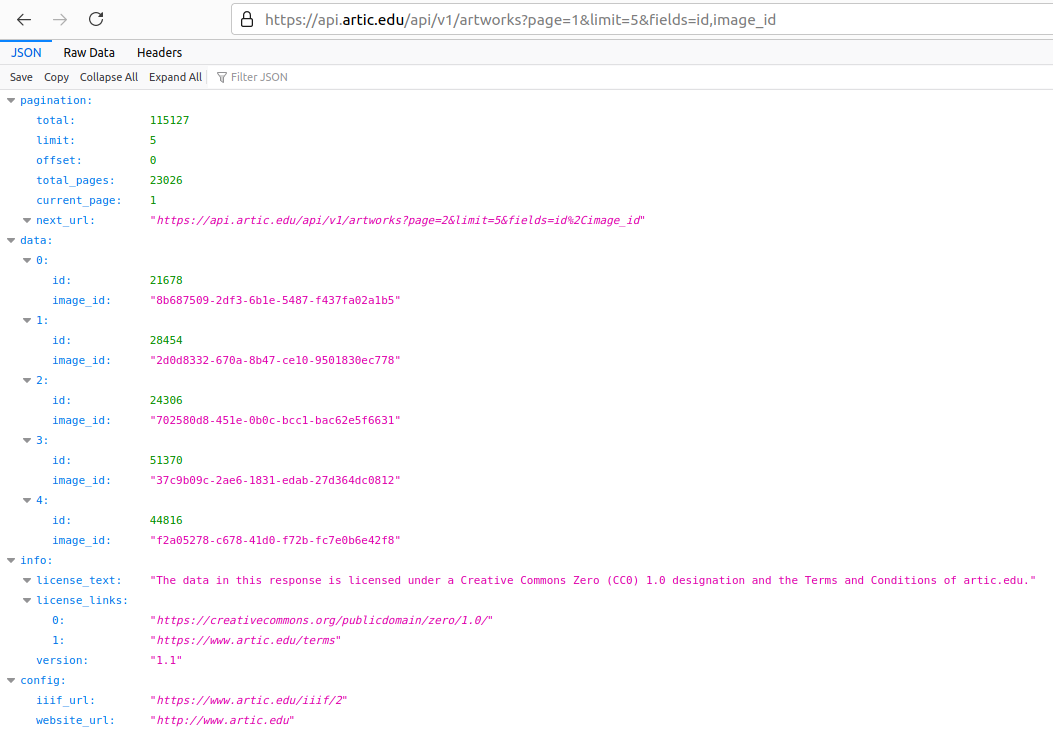 https://api.artic.edu/api/v1/artworks?page=1&limit=5&fields=id,image_id
JSON Raw Data Headers
Save Copy Collapse All Expand All Filter JSON
pagination:
total: 115127
limit: 5
offset: 0
total_pages: 23026
current_page: 1
next_url: "https://api.artic.edu/api/v1/artworks?page=2&limit=5&fields=id%2Cimage_id"
data:
0:
id: 21678
image_id: "8b687509-2df3-6b1e-5487-f437fa02a1b5"
1:
id: 28454
image_id: "2d0d8332-670a-8b47-ce10-9501830ec778"
2:
id: 24306
image_id: "702580d8-451e-0b0c-bcc1-bac62e5f6631"
3:
id: 51370
image_id: "37c9b09c-2ae6-1831-edab-27d364dc0812"
4:
id: 44816
image_id: "f2a05278-c678-41d0-f72b-fc7e0b6e42f8"
info:
license_text: "The data in this response is licensed under a Creative Commons Zero (CC0) 1.0 designation and the Terms and Conditions of artic.edu."
license_links:
0: "https://creativecommons.org/publicdomain/zero/1.0/"
1: "https://www.artic.edu/terms"
version: "1.1"
config:
iiif_url: "https://www.artic.edu/iiif/2"
website_url: "http://www.artic.edu"